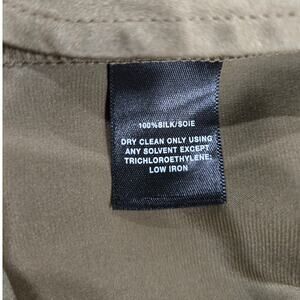 100%SILK/SOIE
DRY CLEAN ONLY USING
ANY SOLVENT EXCEPT
TRICHLOROETHYLENE;
LOW IRON